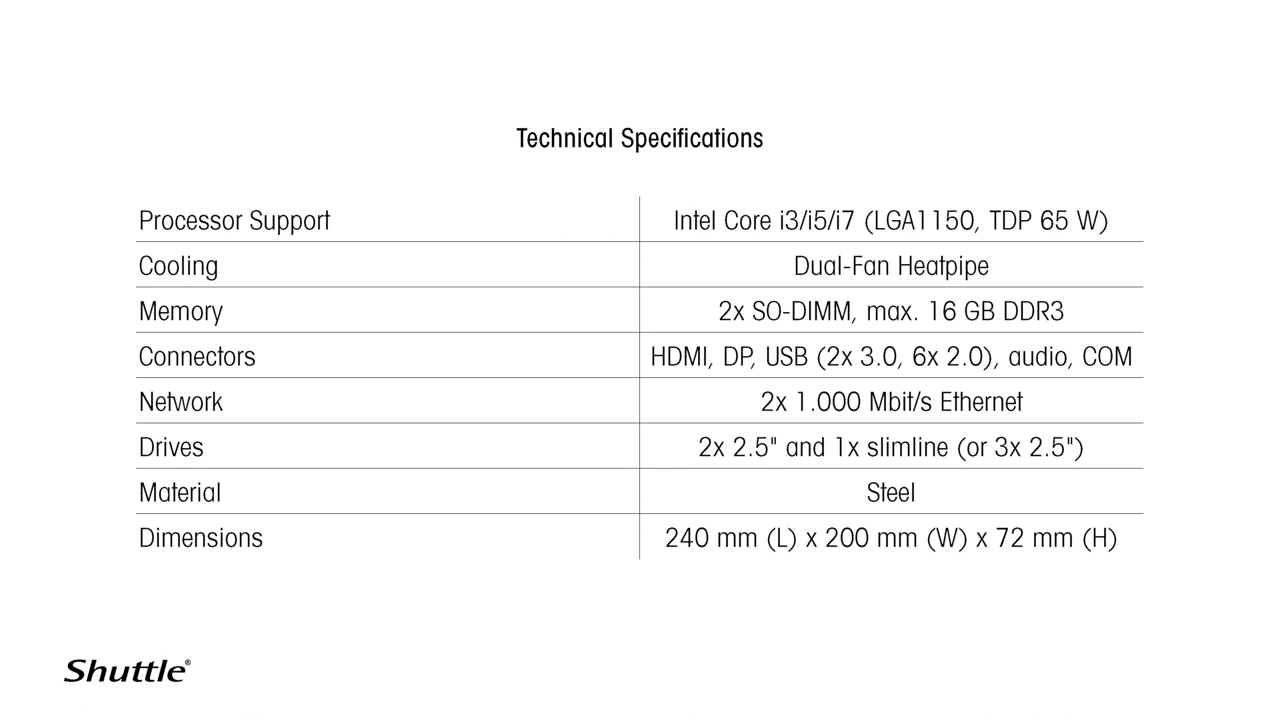 Technical Specifications
Processor Support Intel Core i3/i5/i7 (LGA1150, TDP 65 W)
Cooling Dual-Fan Heatpipe
Memory 2x SO-DIMM, max. 16 GB DDR3
Connectors HDMI, DP, USB (2x 3.0, 6x 2.0), audio, COM
Network 2x 1.000 Mbit/s Ethernet
Drives 2x 2.5" and 1x slimline (or 3x 2.5")
Material Steel
Dimensions 240 mm (L) x 200 mm (W) x 72 mm (H)
Shuttle®